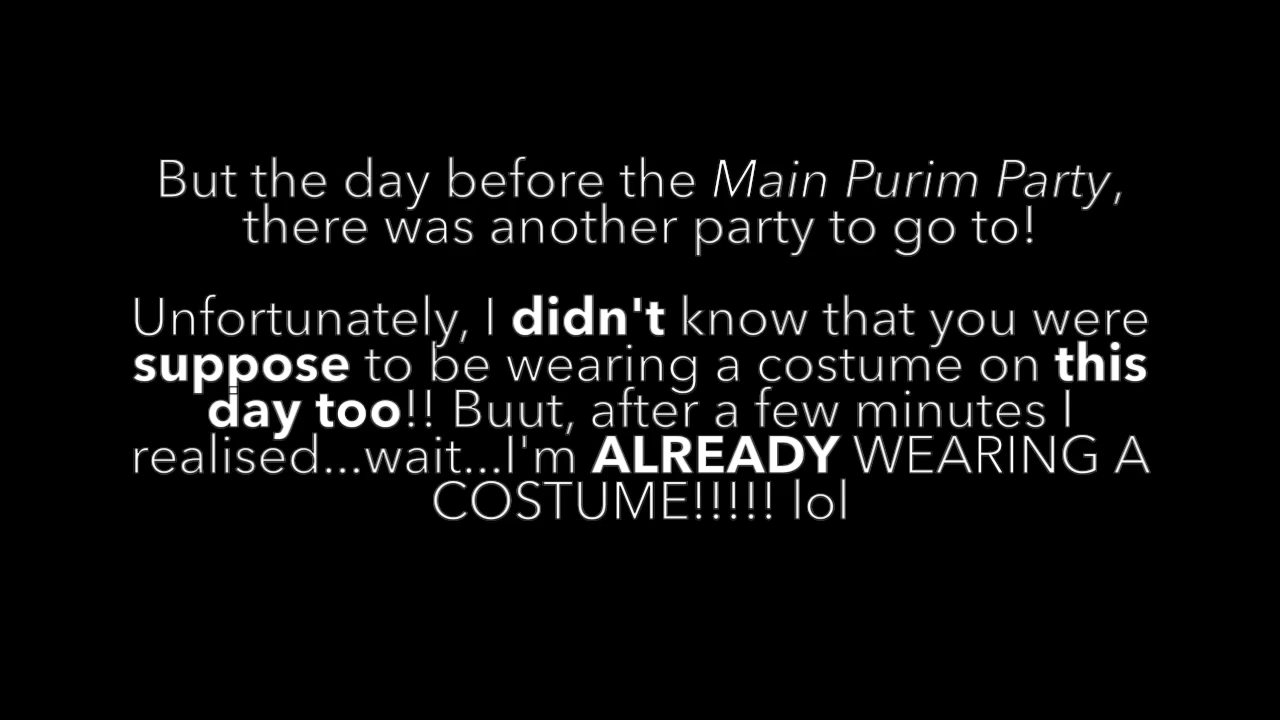 But the day before the Main Purim Party,
there was another party to go to!
Unfortunately, I didn't know that you were
suppose to be wearing a costume on this
day too!! Buut, after a few minutes I
realised...wait...I'm ALREADY WEARING A
COSTUME!!!!! lol